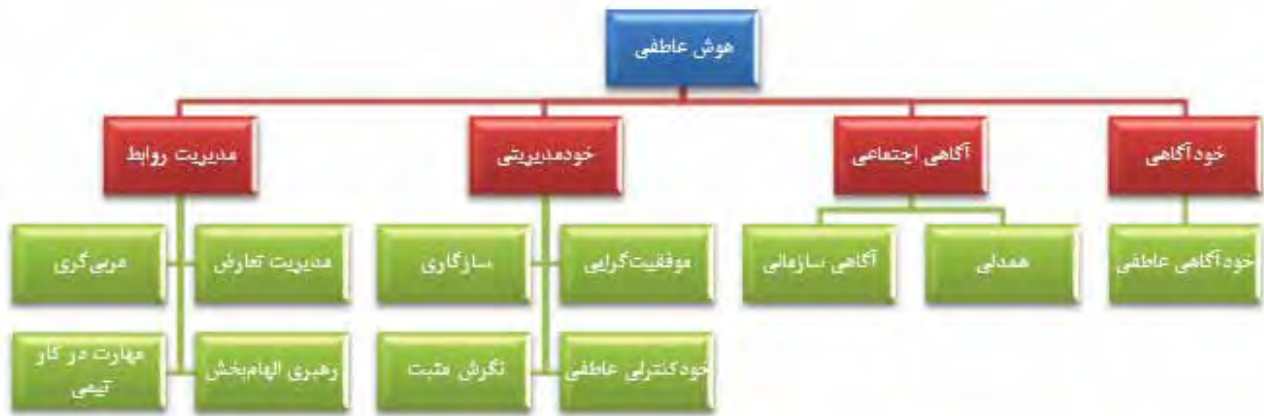 هوش عاطفی
خودآگاهی
آگاهی اجتماعی
خودمدیریتی
مدیریت روابط
خودآگاهی عاطفی
همدلی
آگاهی سازمانی
موفقیت‌گرایی
سازگاری
مدیریت تعارض
مربی‌گری
خودکنترلی عاطفی
نگرش مثبت
رهبری الهام‌بخش
مهارت در کار
تیمی